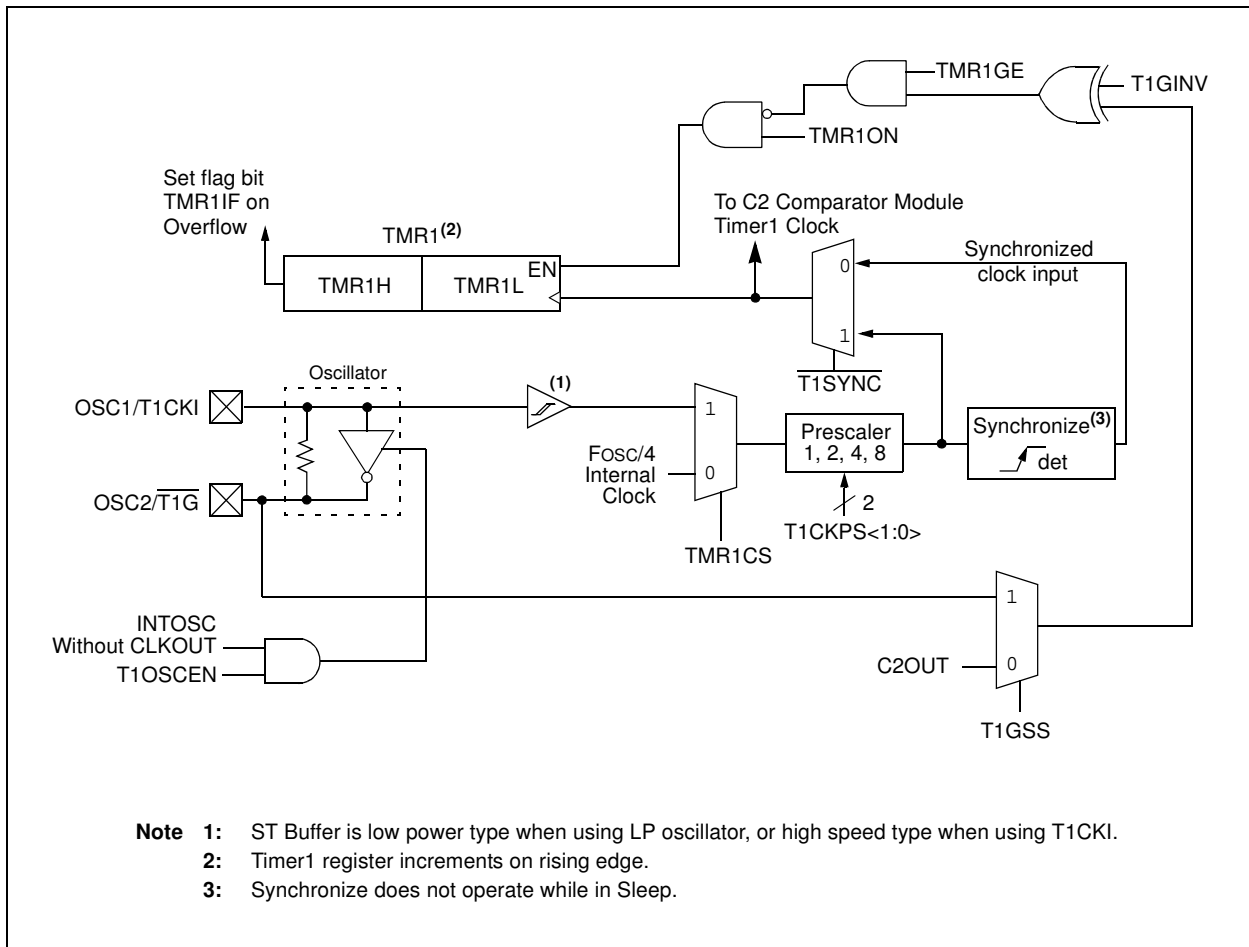 TMR1GE
T1GINV
TMR1ON
Set flag bit
TMR1IF on
Overflow
To C2 Comparator Module
Timer1 Clock
TMR1(2)
EN
TMR1H
TMR1L
0
1
Synchronized
clock input
T1SYNC
Oscillator
(1)
OSC1/T1CKI
1
FOSC/4
Internal
Clock
0
Prescaler
1, 2, 4, 8
Synchronize(3)
det
OSC2/T1G
2
T1CKPS<1:0>
TMR1CS
1
INTOSC
Without CLKOUT
T1OSCEN
C2OUT
0
T1GSS
Note 1: ST Buffer is low power type when using LP oscillator, or high speed type when using T1CKI.
2: Timer1 register increments on rising edge.
3: Synchronize does not operate while in Sleep.